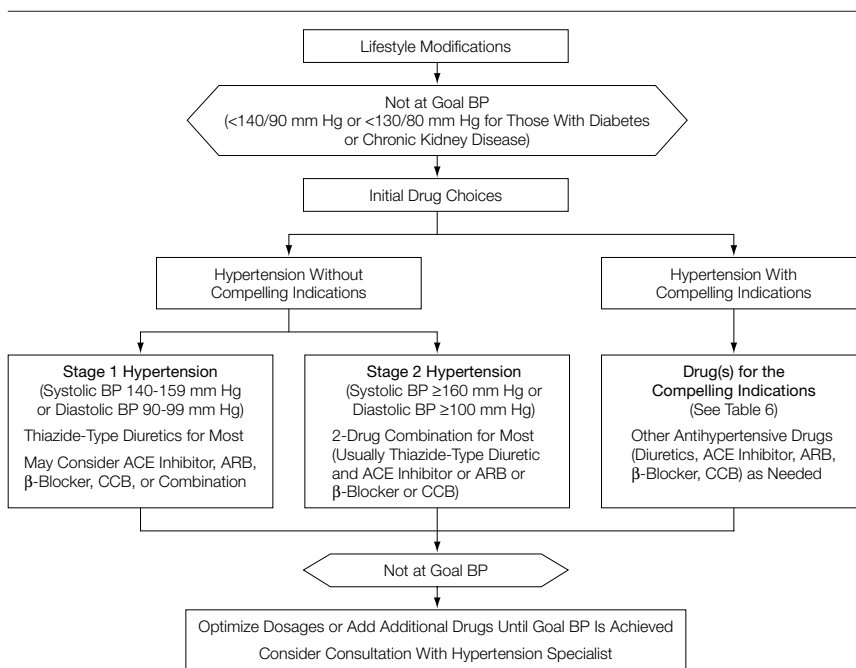 Lifestyle Modifications
Not at Goal BP
(<140/90 mm Hg or <130/80 mm Hg for Those With Diabetes
or Chronic Kidney Disease)
Initial Drug Choices
Hypertension Without
Compelling Indications
Hypertension With
Compelling Indications
Stage 1 Hypertension
(Systolic BP 140-159 mm Hg
or Diastolic BP 90-99 mm Hg)
Thiazide-Type Diuretics for Most
May Consider ACE Inhibitor, ARB,
β-Blocker, CCB, or Combination
Stage 2 Hypertension
(Systolic BP ≥160 mm Hg or
Diastolic BP ≥100 mm Hg)
2-Drug Combination for Most
(Usually Thiazide-Type Diuretic
and ACE Inhibitor or ARB or
β-Blocker or CCB)
Drug(s) for the
Compelling Indications
(See Table 6)
Other Antihypertensive Drugs
(Diuretics, ACE Inhibitor, ARB,
β-Blocker, CCB) as Needed
Not at Goal BP
Optimize Dosages or Add Additional Drugs Until Goal BP Is Achieved
Consider Consultation With Hypertension Specialist